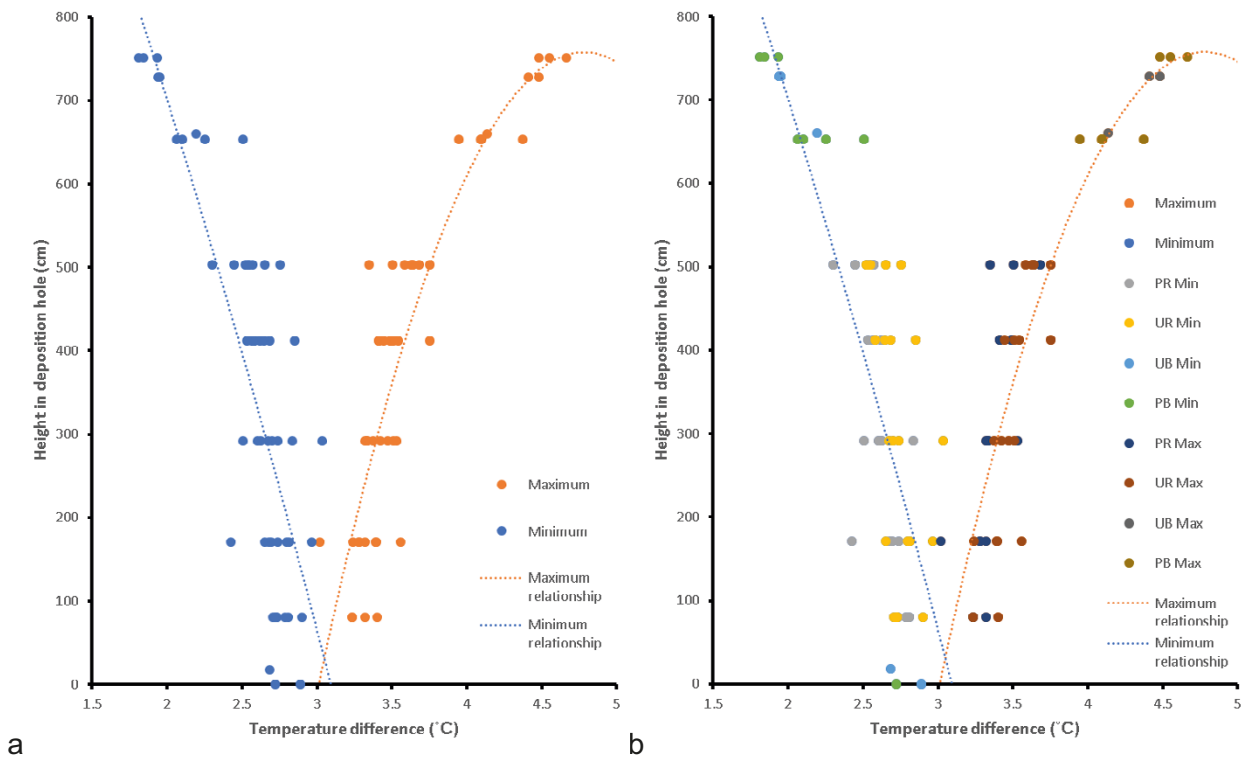 800
700
600
500
400
300
200
100
0
Height in deposition hole (cm)
1.5 2 2.5 3 3.5 4 4.5 5
Temperature difference (˚C)
Maximum
Minimum
Maximum
relationship
Minimum
relationship
a
800
700
600
500
400
300
200
100
0
Height in deposition hole (cm)
1.5 2 2.5 3 3.5 4 4.5 5
Temperature difference (˚C)
Maximum
Minimum
PR Min
UR Min
UB Min
PB Min
PR Max
UR Max
UB Max
PB Max
Maximum
relationship
Minimum
relationship
b